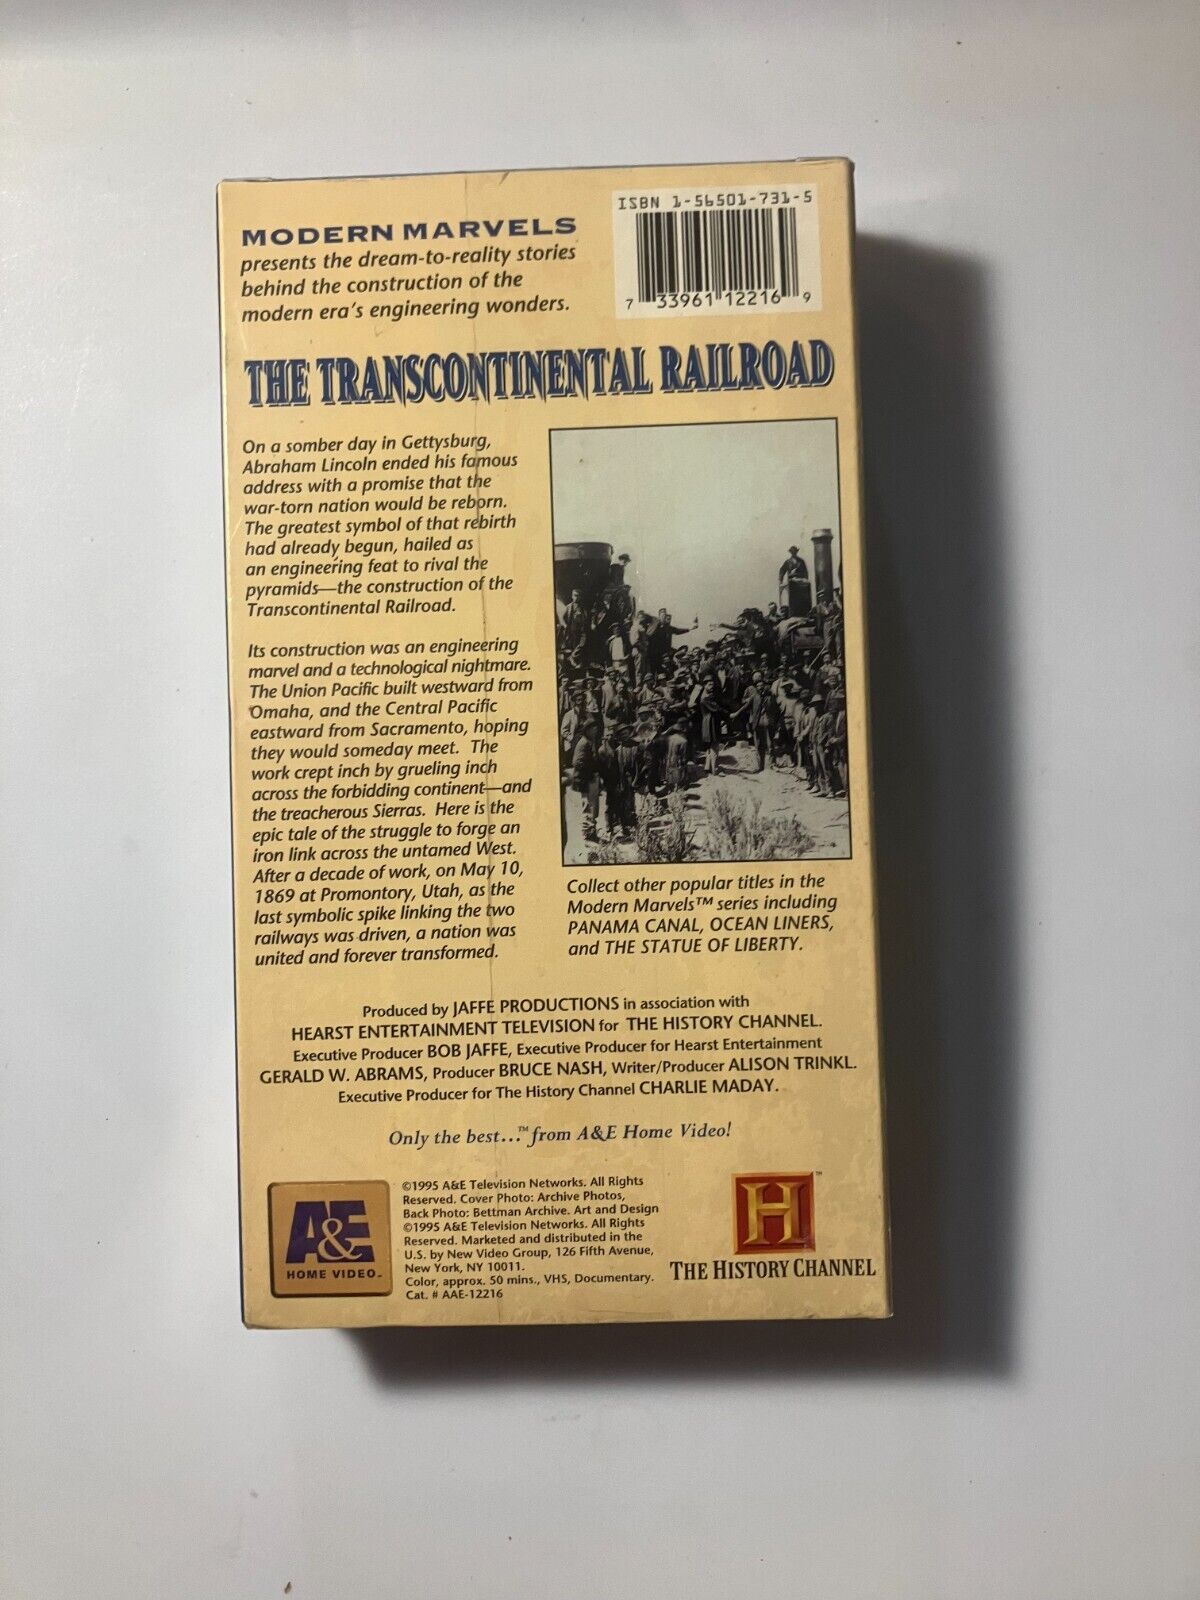 MODERN MARVELS
presents the dream-to-reality stories
behind the construction of the
modern era's engineering wonders.
ISBN 1-56501-731-5
7 33961 12216 9
THE TRANSCONTINENTAL RAILROAD
On a somber day in Gettysburg,
Abraham Lincoln ended his famous
address with a promise that the
war-torn nation would be reborn.
The greatest symbol of that rebirth
had already begun, hailed as
an engineering feat to rival the
pyramids—the construction of the
Transcontinental Railroad.
Its construction was an engineering
marvel and a technological nightmare.
The Union Pacific built westward from
Omaha, and the Central Pacific
eastward from Sacramento, hoping
they would someday meet. The
work crept inch by grueling inch
across the forbidding continent—and
the treacherous Sierras. Here is the
epic tale of the struggle to forge an
iron link across the untamed West.
After a decade of work, on May 10,
1869 at Promontory, Utah, as the
last symbolic spike linking the two
railways was driven, a nation was
united and forever transformed.
Collect other popular titles in the
Modern Marvels™ series including
PANAMA CANAL, OCEAN LINERS,
and THE STATUE OF LIBERTY.
Produced by JAFFE PRODUCTIONS in association with
HEARST ENTERTAINMENT TELEVISION for THE HISTORY CHANNEL.
Executive Producer BOB JAFFE, Executive Producer for Hearst Entertainment
GERALD W. ABRAMS, Producer BRUCE NASH, Writer/Producer ALISON TRINKL.
Executive Producer for The History Channel CHARLIE MADAY.
Only the best...™ from A&E Home Video!
A&E
HOME VIDEO™
©1995 A&E Television Networks. All Rights
Reserved. Cover Photo: Archive Photos,
Back Photo: Bettman Archive. Art and Design
©1995 A&E Television Networks. All Rights
Reserved. Marketed and distributed in the
U.S. by New Video Group, 126 Fifth Avenue,
New York, NY 10011.
Color, approx. 50 mins., VHS, Documentary.
Cat. # AAE-12216
H™
THE HISTORY CHANNEL